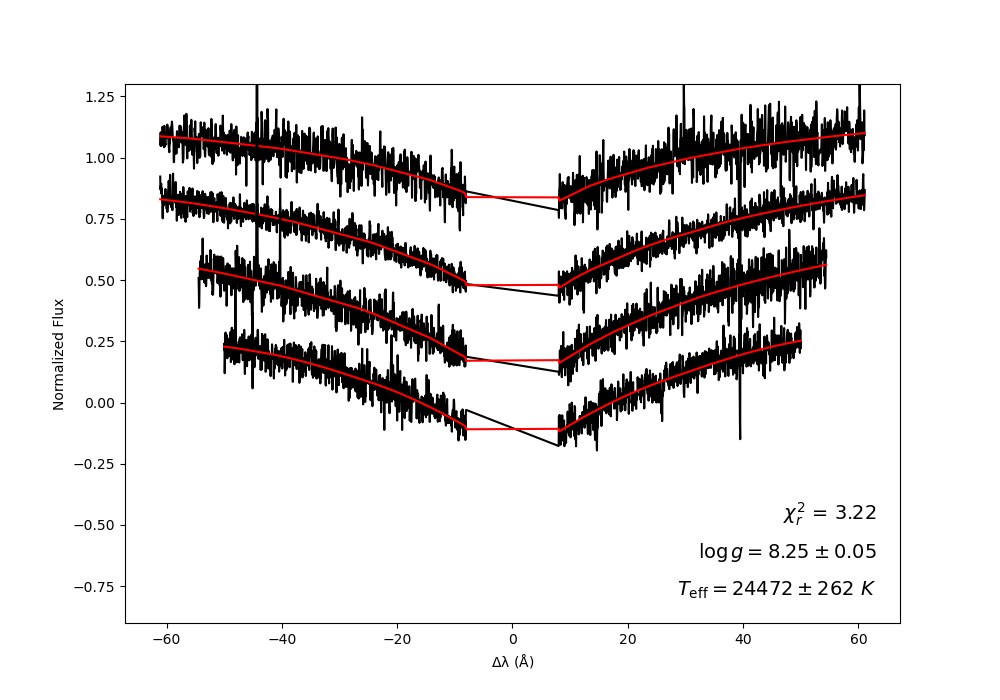 1.25
1.00
0.75
0.50
0.25
0.00
−0.25
−0.50
−0.75
Normalized Flux
χ²ᵣ = 3.22
log g = 8.25 ± 0.05
T_eff = 24472 ± 262 K
−60 −40 −20 0 20 40 60
Δλ (Å)